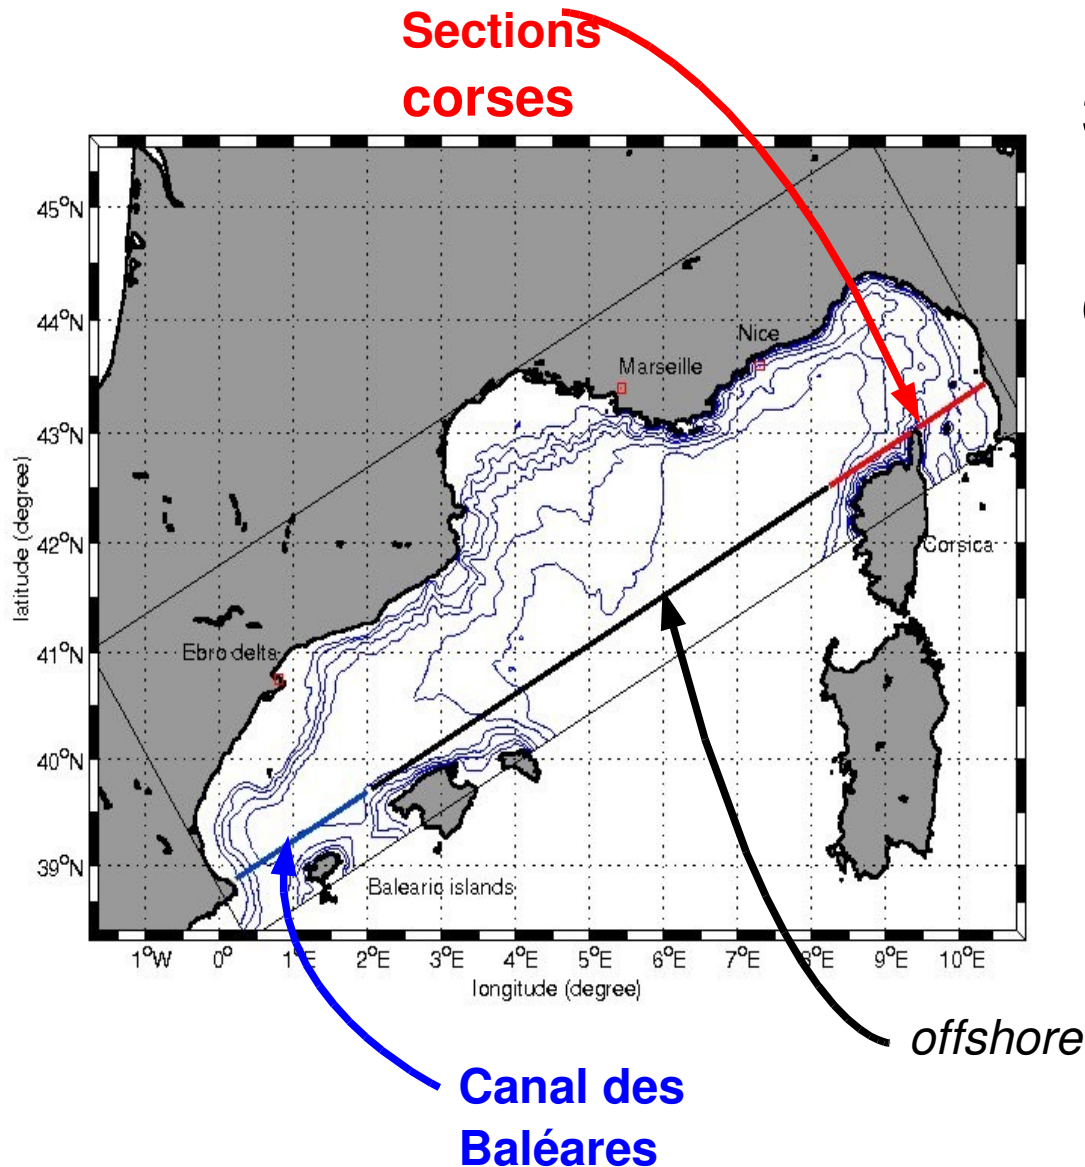 Sections
corses
45°N
44°N
43°N
42°N
41°N
40°N
39°N
latitude (degree)
Nice
Marseille
Corsica
Ebro delta
Balearic islands
1°W 0° 1°E 2°E 3°E 4°E 5°E 6°E 7°E 8°E 9°E 10°E
longitude (degree)
offshore
Canal des
Baléares